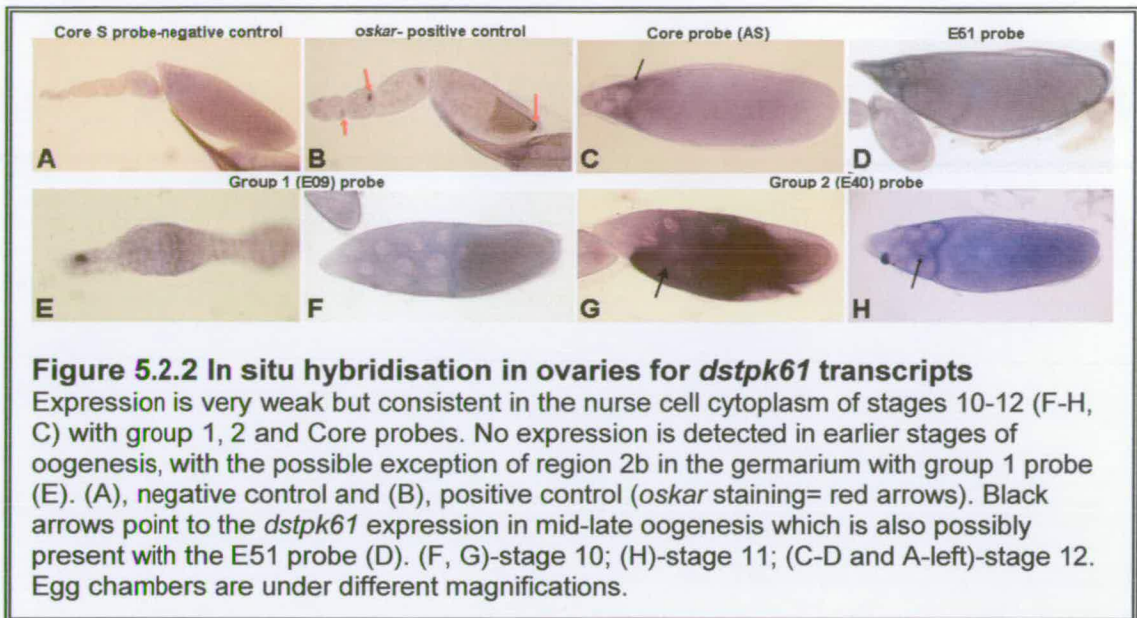 Core S probe-negative control
oskar- positive control
Core probe (AS)
E51 probe
A
B
C
D
Group 1 (E09) probe
Group 2 (E40) probe
E
F
G
H
Figure 5.2.2 In situ hybridisation in ovaries for dstpk61 transcripts
Expression is very weak but consistent in the nurse cell cytoplasm of stages 10-12 (F-H,
C) with group 1, 2 and Core probes. No expression is detected in earlier stages of
oogenesis, with the possible exception of region 2b in the germarium with group 1 probe
(E). (A), negative control and (B), positive control (oskar staining= red arrows). Black
arrows point to the dstpk61 expression in mid-late oogenesis which is also possibly
present with the E51 probe (D). (F, G)-stage 10; (H)-stage 11; (C-D and A-left)-stage 12.
Egg chambers are under different magnifications.